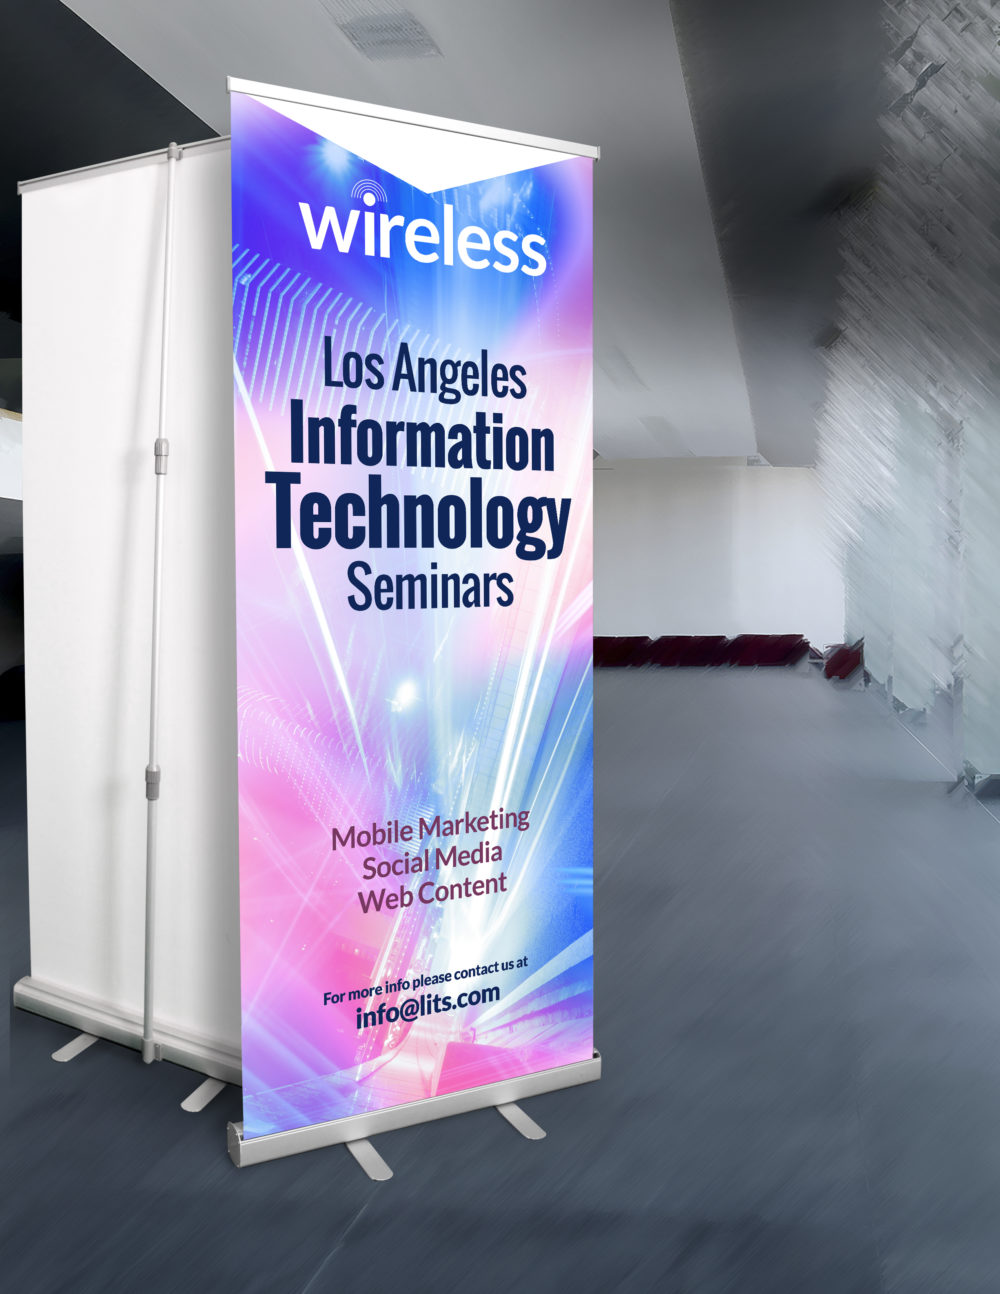 wireless
Los Angeles
Information
Technology
Seminars
Mobile Marketing
Social Media
Web Content
For more info please contact us at
info@lits.com